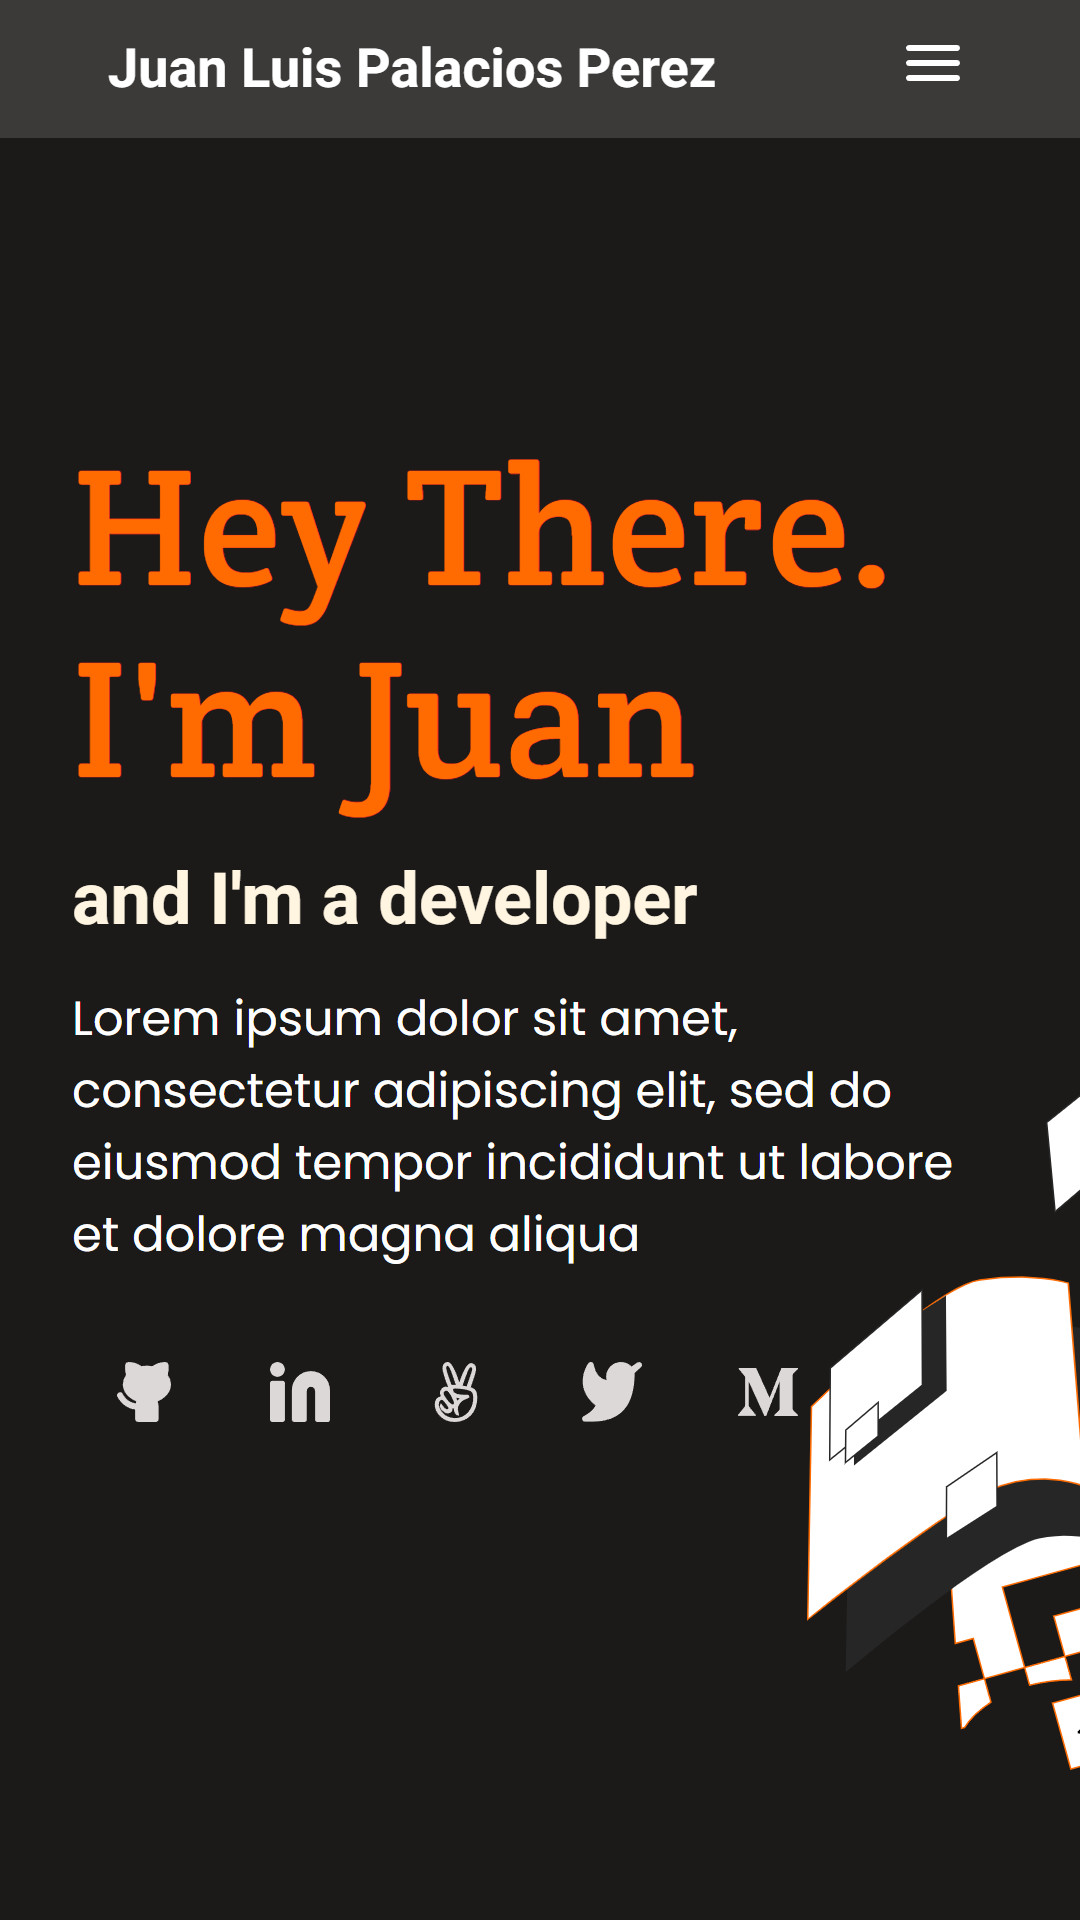 Juan Luis Palacios Perez
Hey There.
I'm Juan
and I'm a developer
Lorem ipsum dolor sit amet,
consectetur adipiscing elit, sed do
eiusmod tempor incididunt ut labore
et dolore magna aliqua